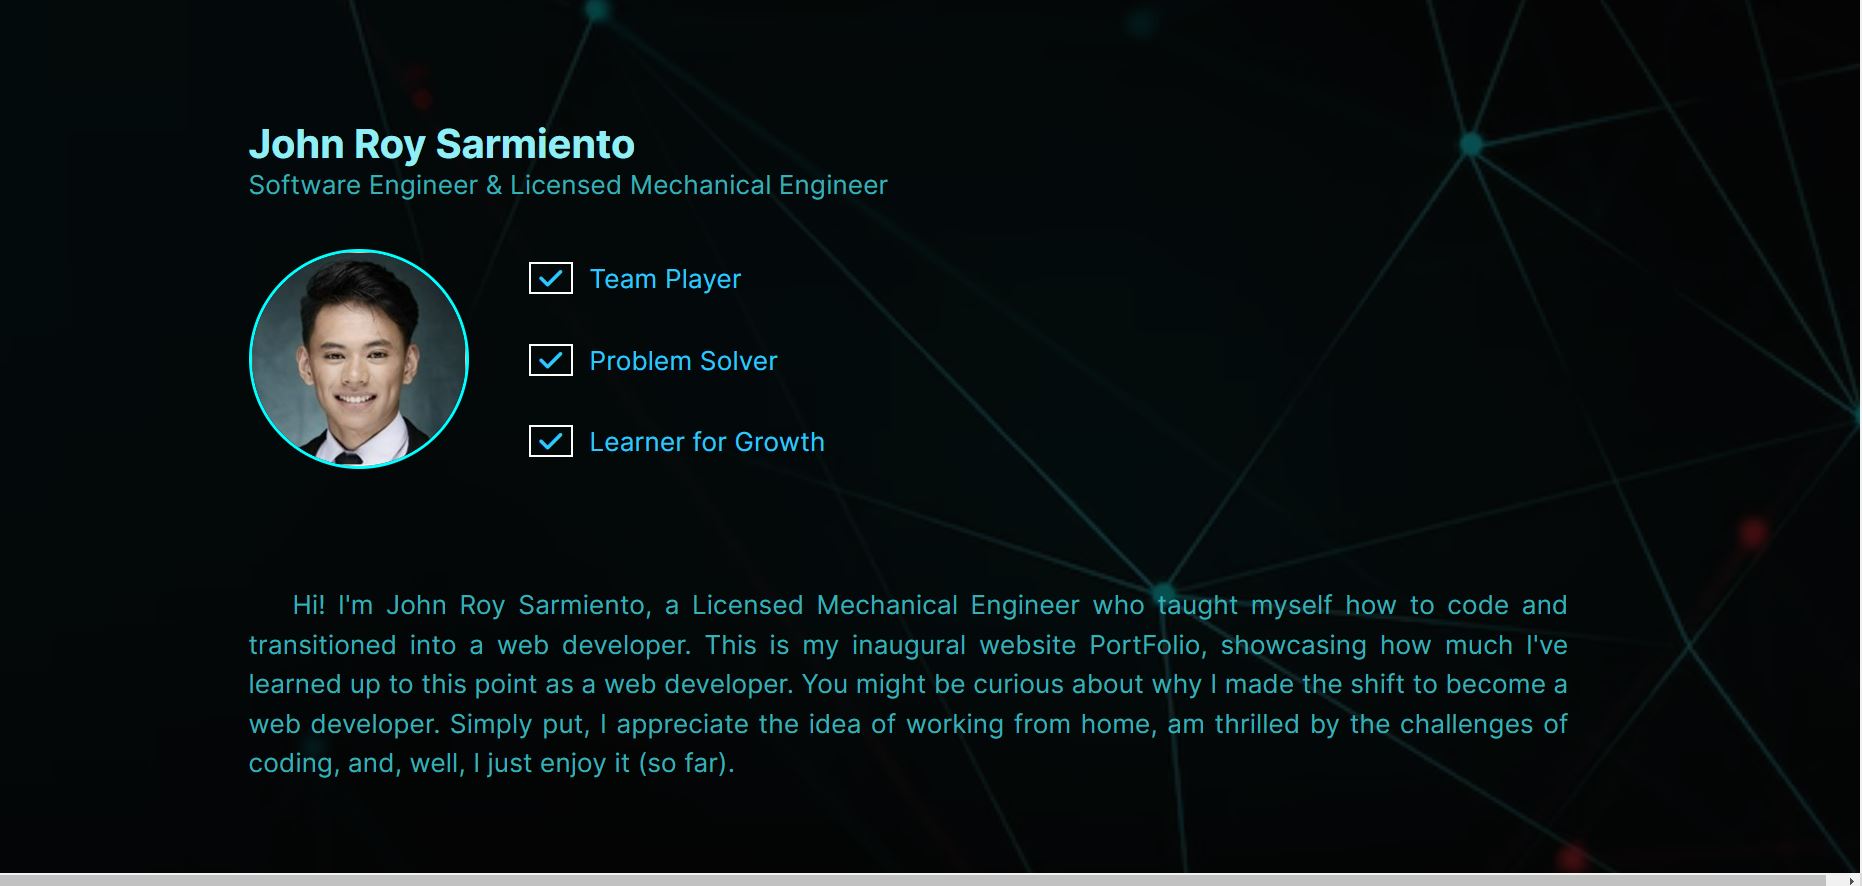 John Roy Sarmiento
Software Engineer & Licensed Mechanical Engineer
Team Player
Problem Solver
Learner for Growth
Hi! I'm John Roy Sarmiento, a Licensed Mechanical Engineer who taught myself how to code and
transitioned into a web developer. This is my inaugural website PortFolio, showcasing how much I've
learned up to this point as a web developer. You might be curious about why I made the shift to become a
web developer. Simply put, I appreciate the idea of working from home, am thrilled by the challenges of
coding, and, well, I just enjoy it (so far).